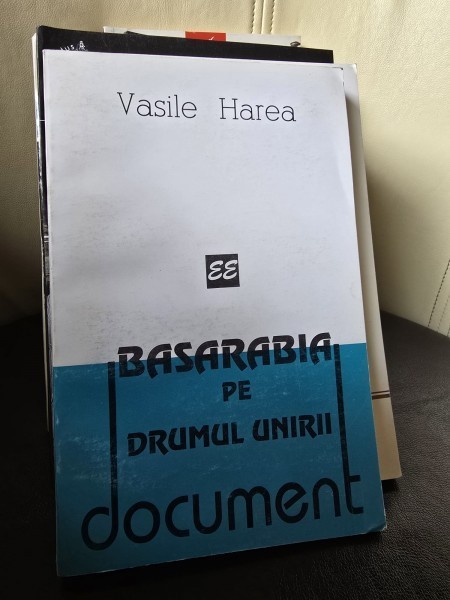 Vasile Harea
EE
BASARABIA
PE
DRUMUL UNIRII
document